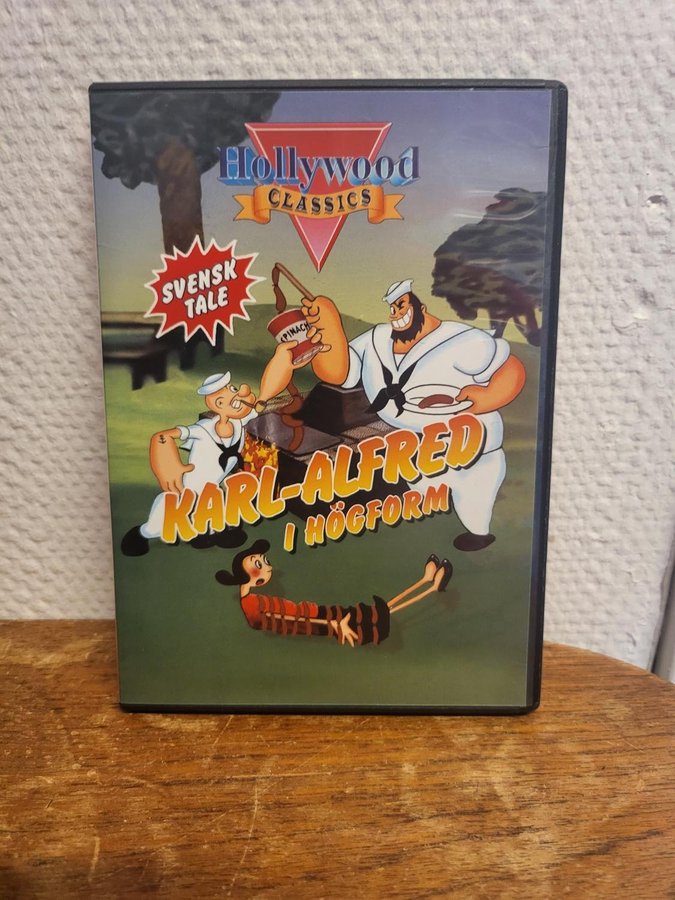 Hollywood
CLASSICS
SVENSK
TALE
SPINACH
KARL-ALFRED
I HÖGFORM